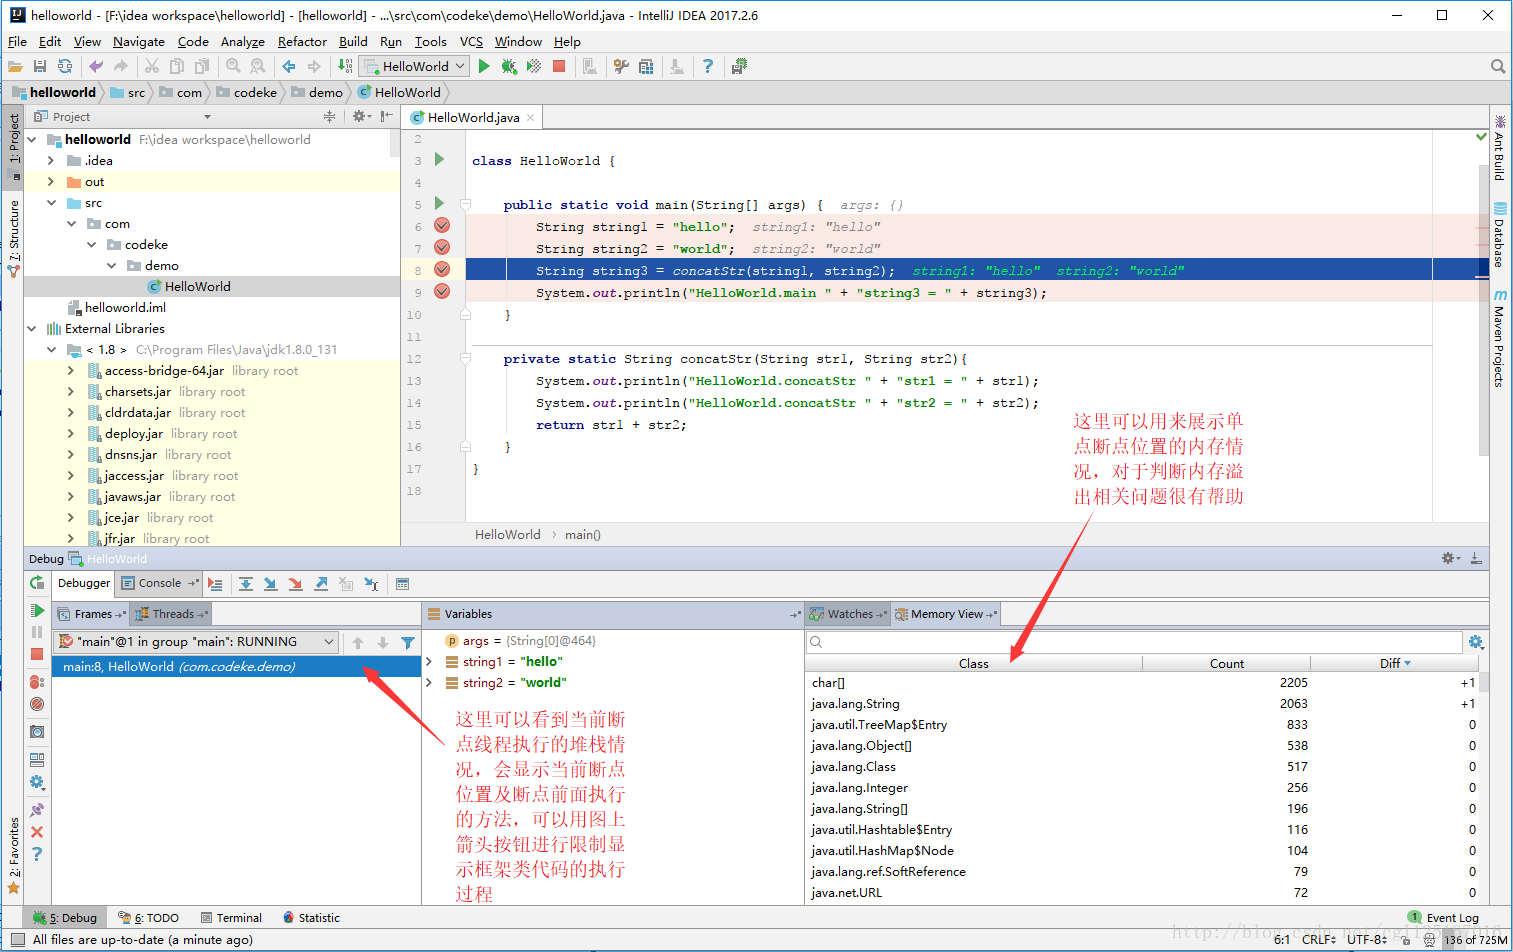 helloworld - [F:\idea workspace\helloworld] - [helloworld] - ...\src\com\codeke\demo\HelloWorld.java - IntelliJ IDEA 2017.2.6
File Edit View Navigate Code Analyze Refactor Build Run Tools VCS Window Help
HelloWorld
helloworld src com codeke demo HelloWorld
1: Project
7: Structure
2: Favorites
Project
helloworld F:\idea workspace\helloworld
.idea
out
src
com
codeke
demo
HelloWorld
helloworld.iml
External Libraries
< 1.8 > C:\Program Files\Java\jdk1.8.0_131
access-bridge-64.jar library root
charsets.jar library root
cldrdata.jar library root
deploy.jar library root
dnsns.jar library root
jaccess.jar library root
javaws.jar library root
jce.jar library root
jfr.jar library root
HelloWorld.java
2
3 class HelloWorld {
4
5 public static void main(String[] args) { args: {}
6 String string1 = "hello"; string1: "hello"
7 String string2 = "world"; string2: "world"
8 String string3 = concatStr(string1, string2); string1: "hello" string2: "world"
9 System.out.println("HelloWorld.main " + "string3 = " + string3);
10 }
11
12 private static String concatStr(String str1, String str2){
13 System.out.println("HelloWorld.concatStr " + "str1 = " + str1);
14 System.out.println("HelloWorld.concatStr " + "str2 = " + str2);
15 return str1 + str2;
16 }
17 }
18
这里可以用来展示单
点断点位置的内存情
况，对于判断内存溢
出相关问题很有帮助
HelloWorld main()
Ant Build
Database
Maven Projects
Debug HelloWorld
Debugger Console
Frames Threads
"main"@1 in group "main": RUNNING
main:8, HelloWorld (com.codeke.demo)
Variables
args = {String[0]@464}
string1 = "hello"
string2 = "world"
这里可以看到当前断
点线程执行的堆栈情
况，会显示当前断点
位置及断点前面执行
的方法，可以用图上
箭头按钮进行限制显
示框架类代码的执行
过程
Watches Memory View
Class Count Diff
char[] 2205 +1
java.lang.String 2063 +1
java.util.TreeMap$Entry 833 0
java.lang.Object[] 538 0
java.lang.Class 517 0
java.lang.Integer 256 0
java.lang.String[] 196 0
java.util.Hashtable$Entry 116 0
java.util.HashMap$Node 104 0
java.lang.ref.SoftReference 79 0
java.net.URL 72 0
5: Debug 6: TODO Terminal Statistic
1 Event Log
All files are up-to-date (a minute ago)
6:1 CRLF UTF-8 136 of 725M